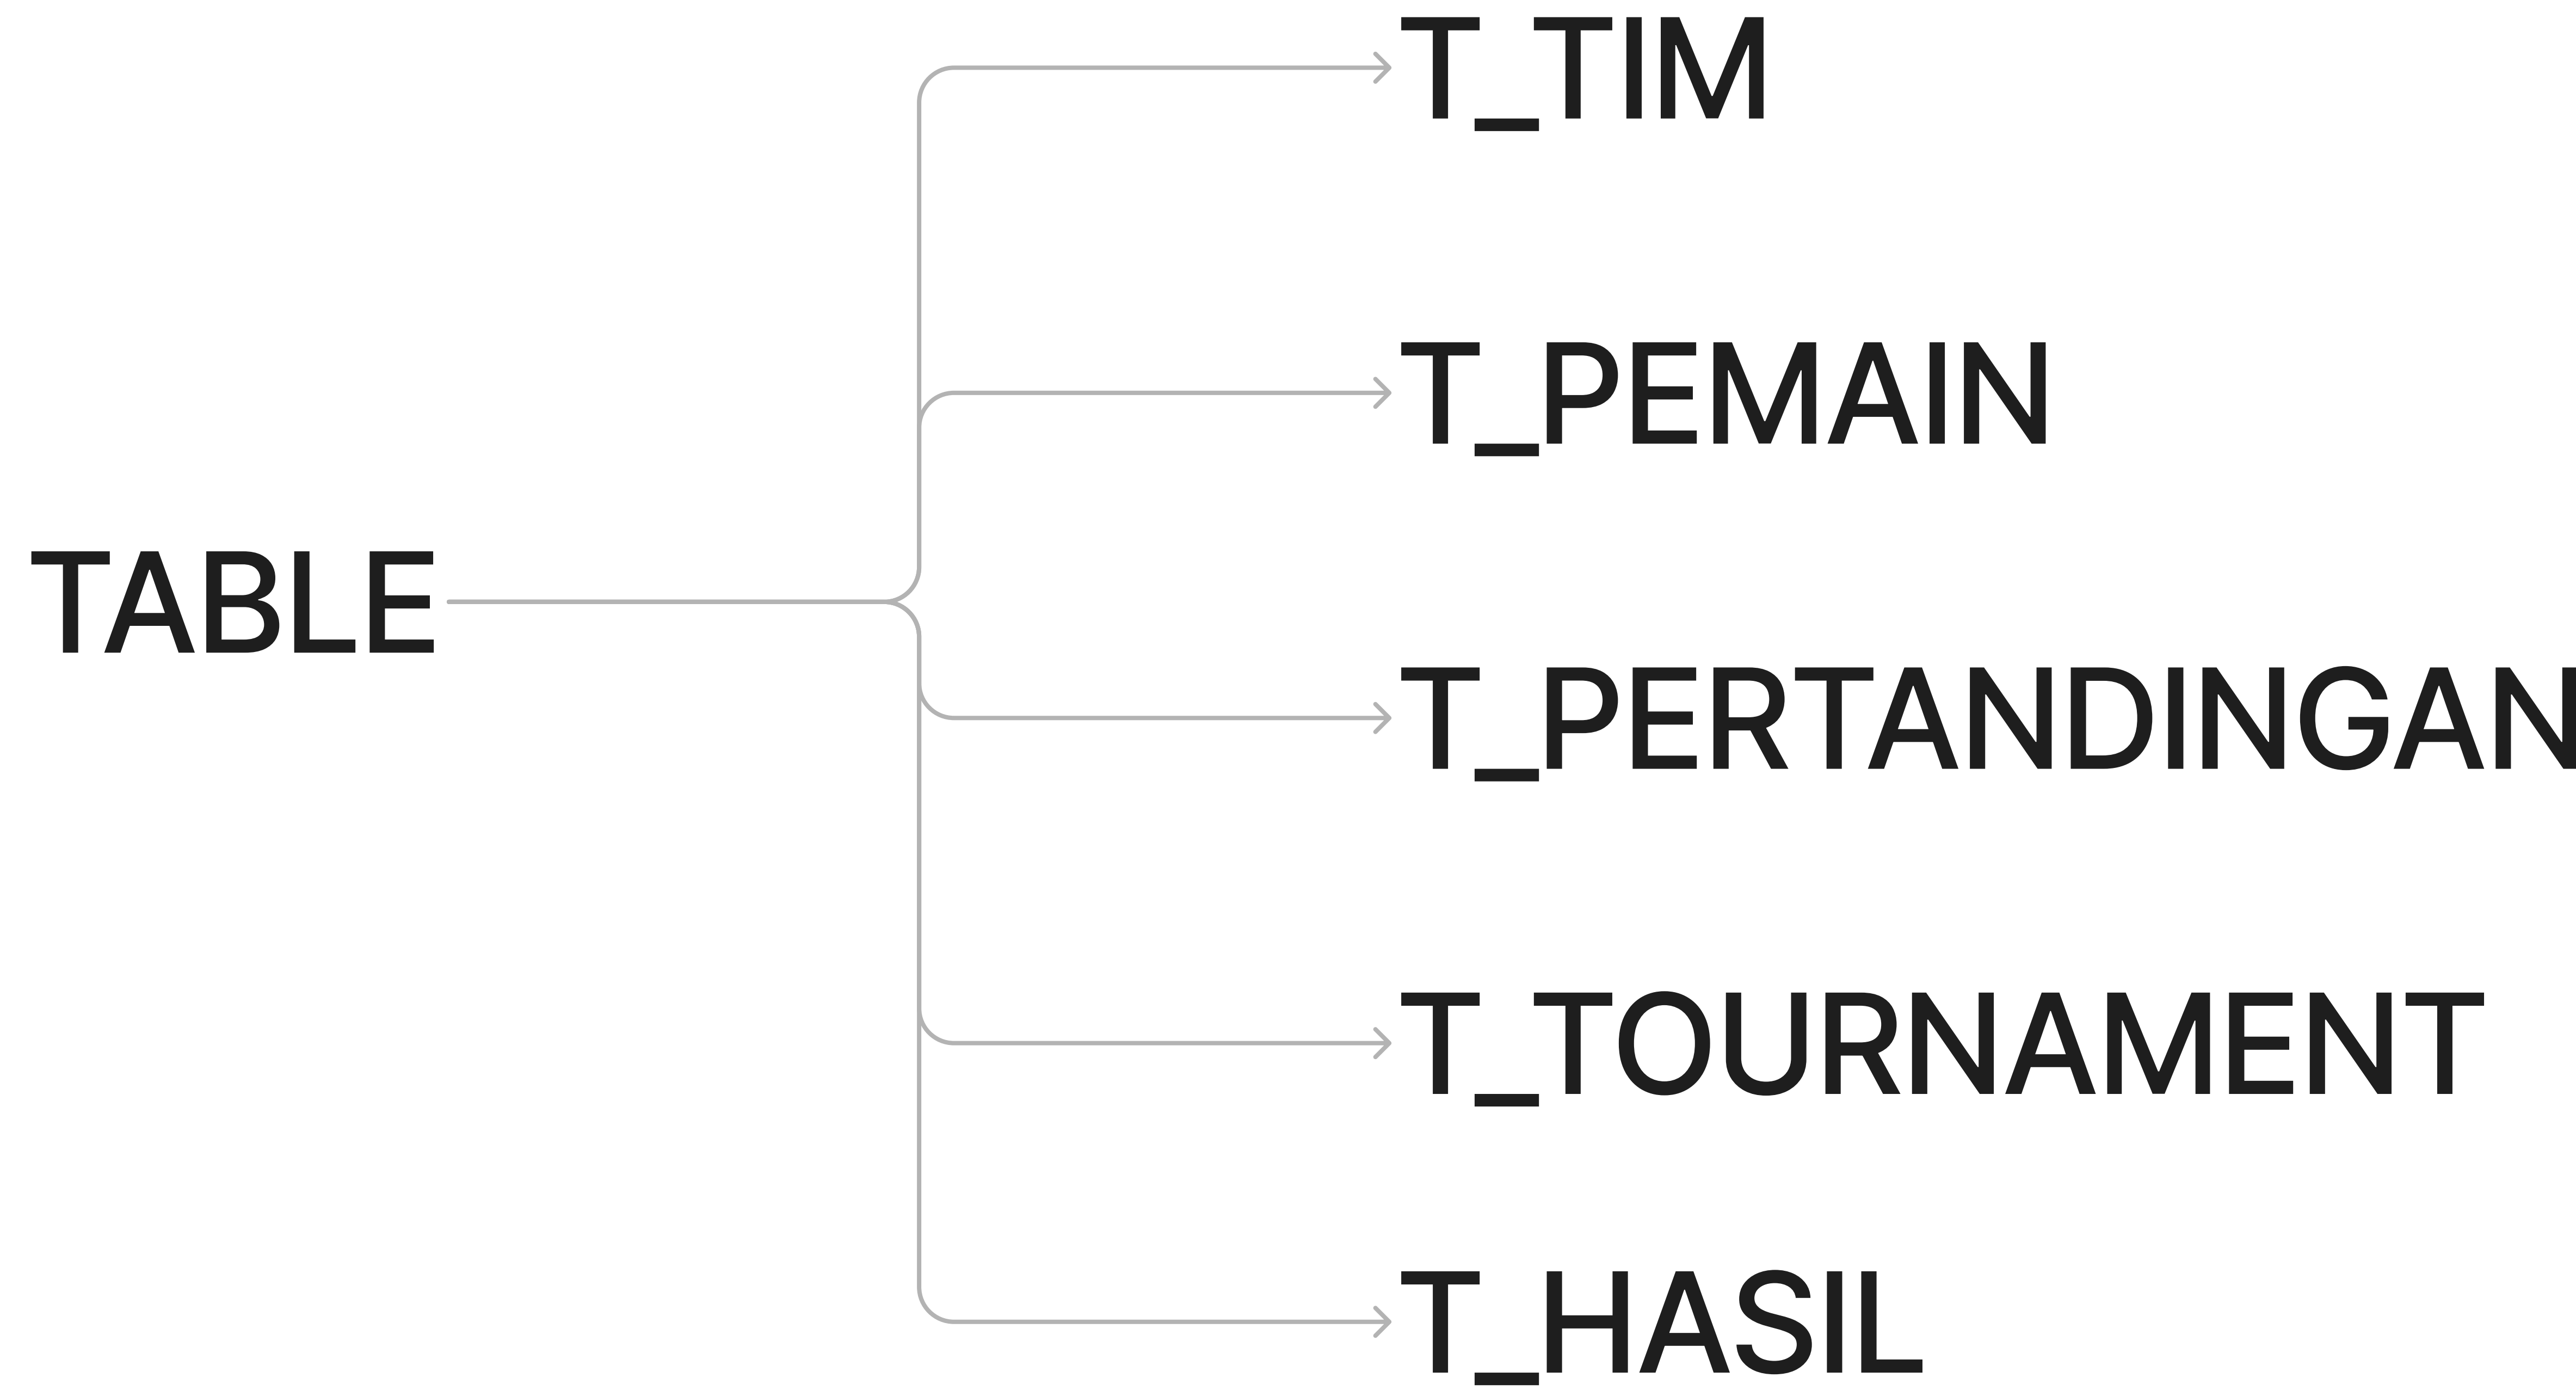 T_TIM
T_PEMAIN
TABLE
T_PERTANDINGAN
T_TOURNAMENT
T_HASIL